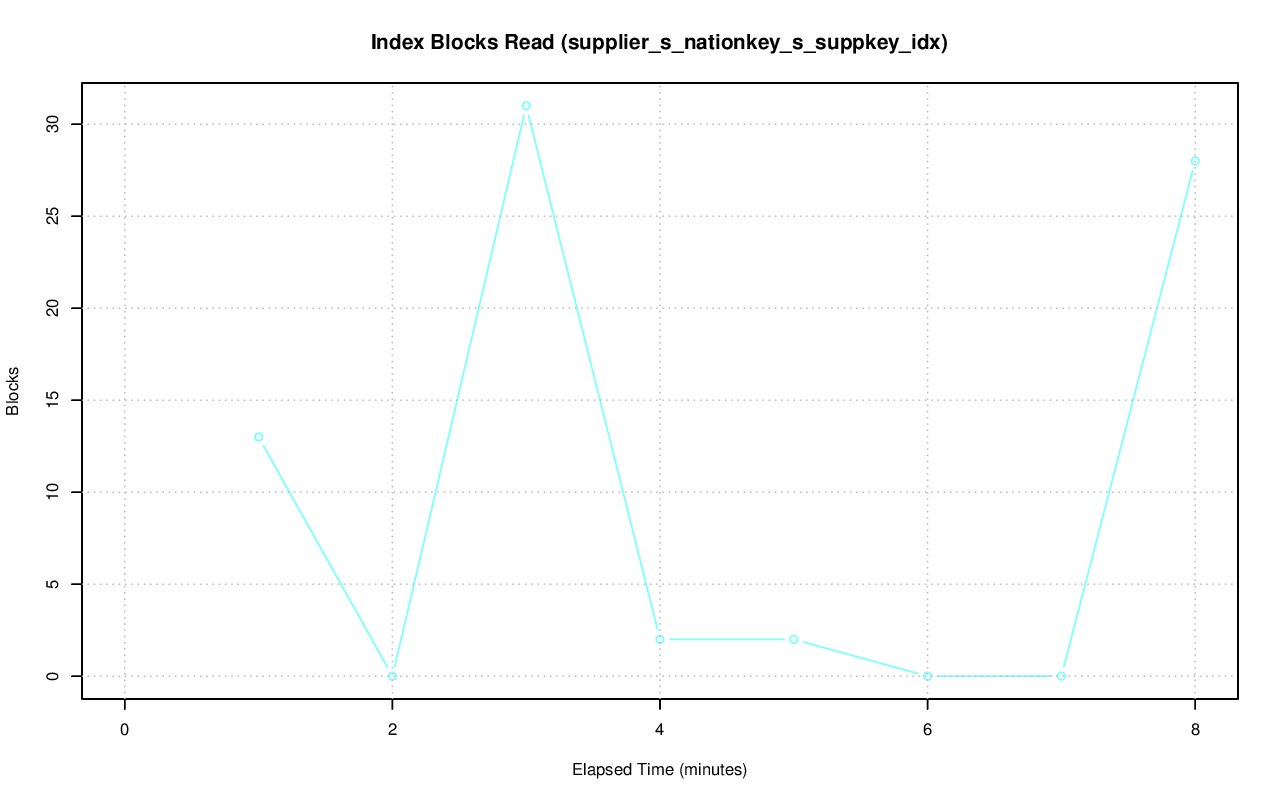 Index Blocks Read (supplier_s_nationkey_s_suppkey_idx)
30
25
20
15
10
5
0
Blocks
0 2 4 6 8
Elapsed Time (minutes)